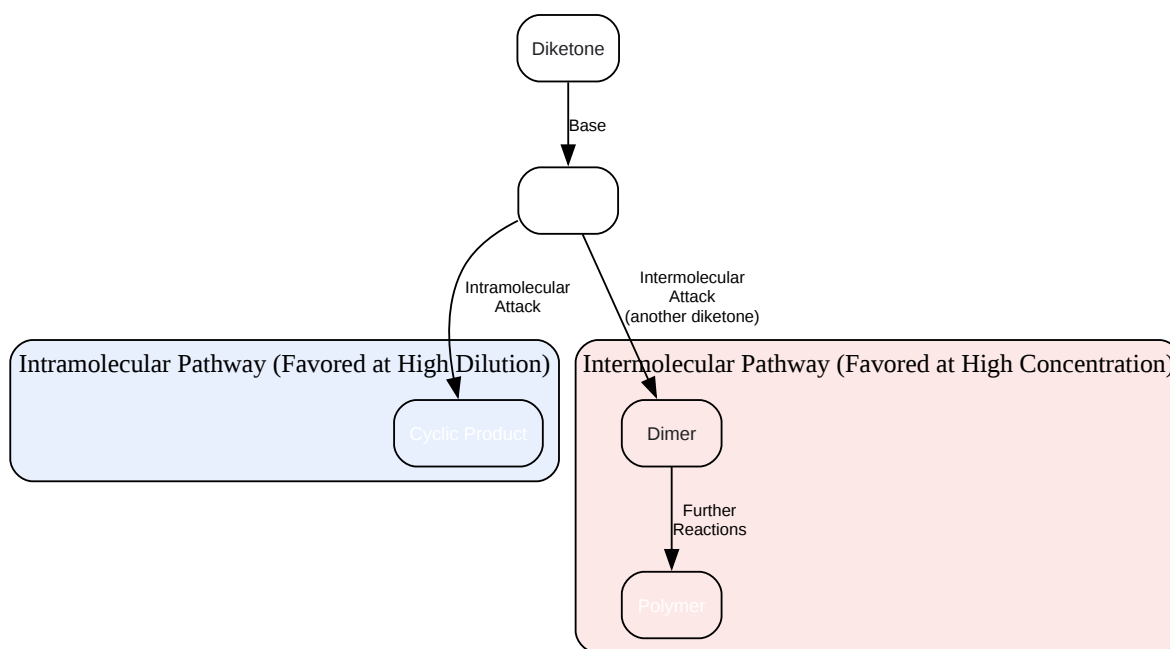 Diketone
Base
Intramolecular
Attack
Intermolecular
Attack
(another diketone)
Intramolecular Pathway (Favored at High Dilution)
Intermolecular Pathway (Favored at High Concentration)
Cyclic Product
Dimer
Further
Reactions
Polymer